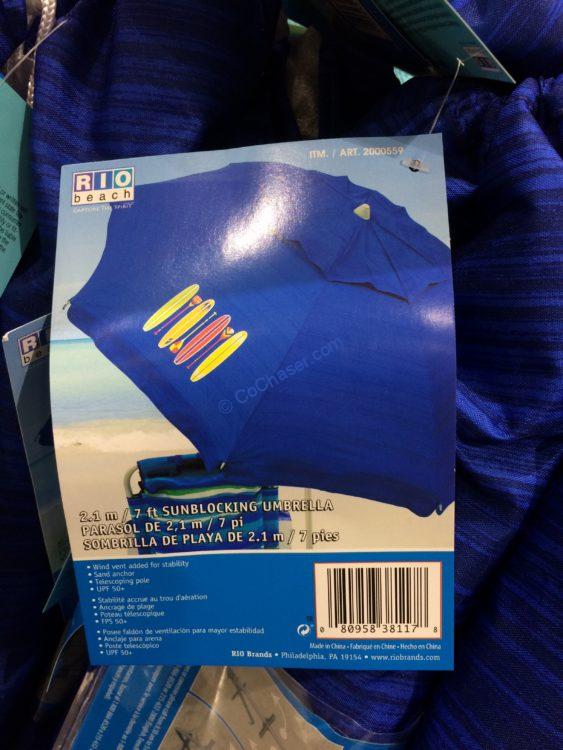 ITM. / ART. 2000559
RIO
beach
CAPTURE THE SPIRIT
© CoChaser.com
2.1 m / 7 ft SUNBLOCKING UMBRELLA
PARASOL DE 2,1 m / 7 pi
SOMBRILLA DE PLAYA DE 2.1 m / 7 pies
• Wind vent added for stability
• Sand anchor
• Telescoping pole
• UPF 50+
• Stabilité accrue au trou d'aération
• Ancrage de plage
• Poteau télescopique
• FPS 50+
• Posee faldón de ventilación para mayor estabilidad
• Anclaje para arena
• Poste telescópico
• UPF 50+
0 80958 38117 8
Made in China • Fabriqué en Chine • Hecho en China
RIO Brands • Philadelphia, PA 19154 • www.riobrands.com
RIO
beach